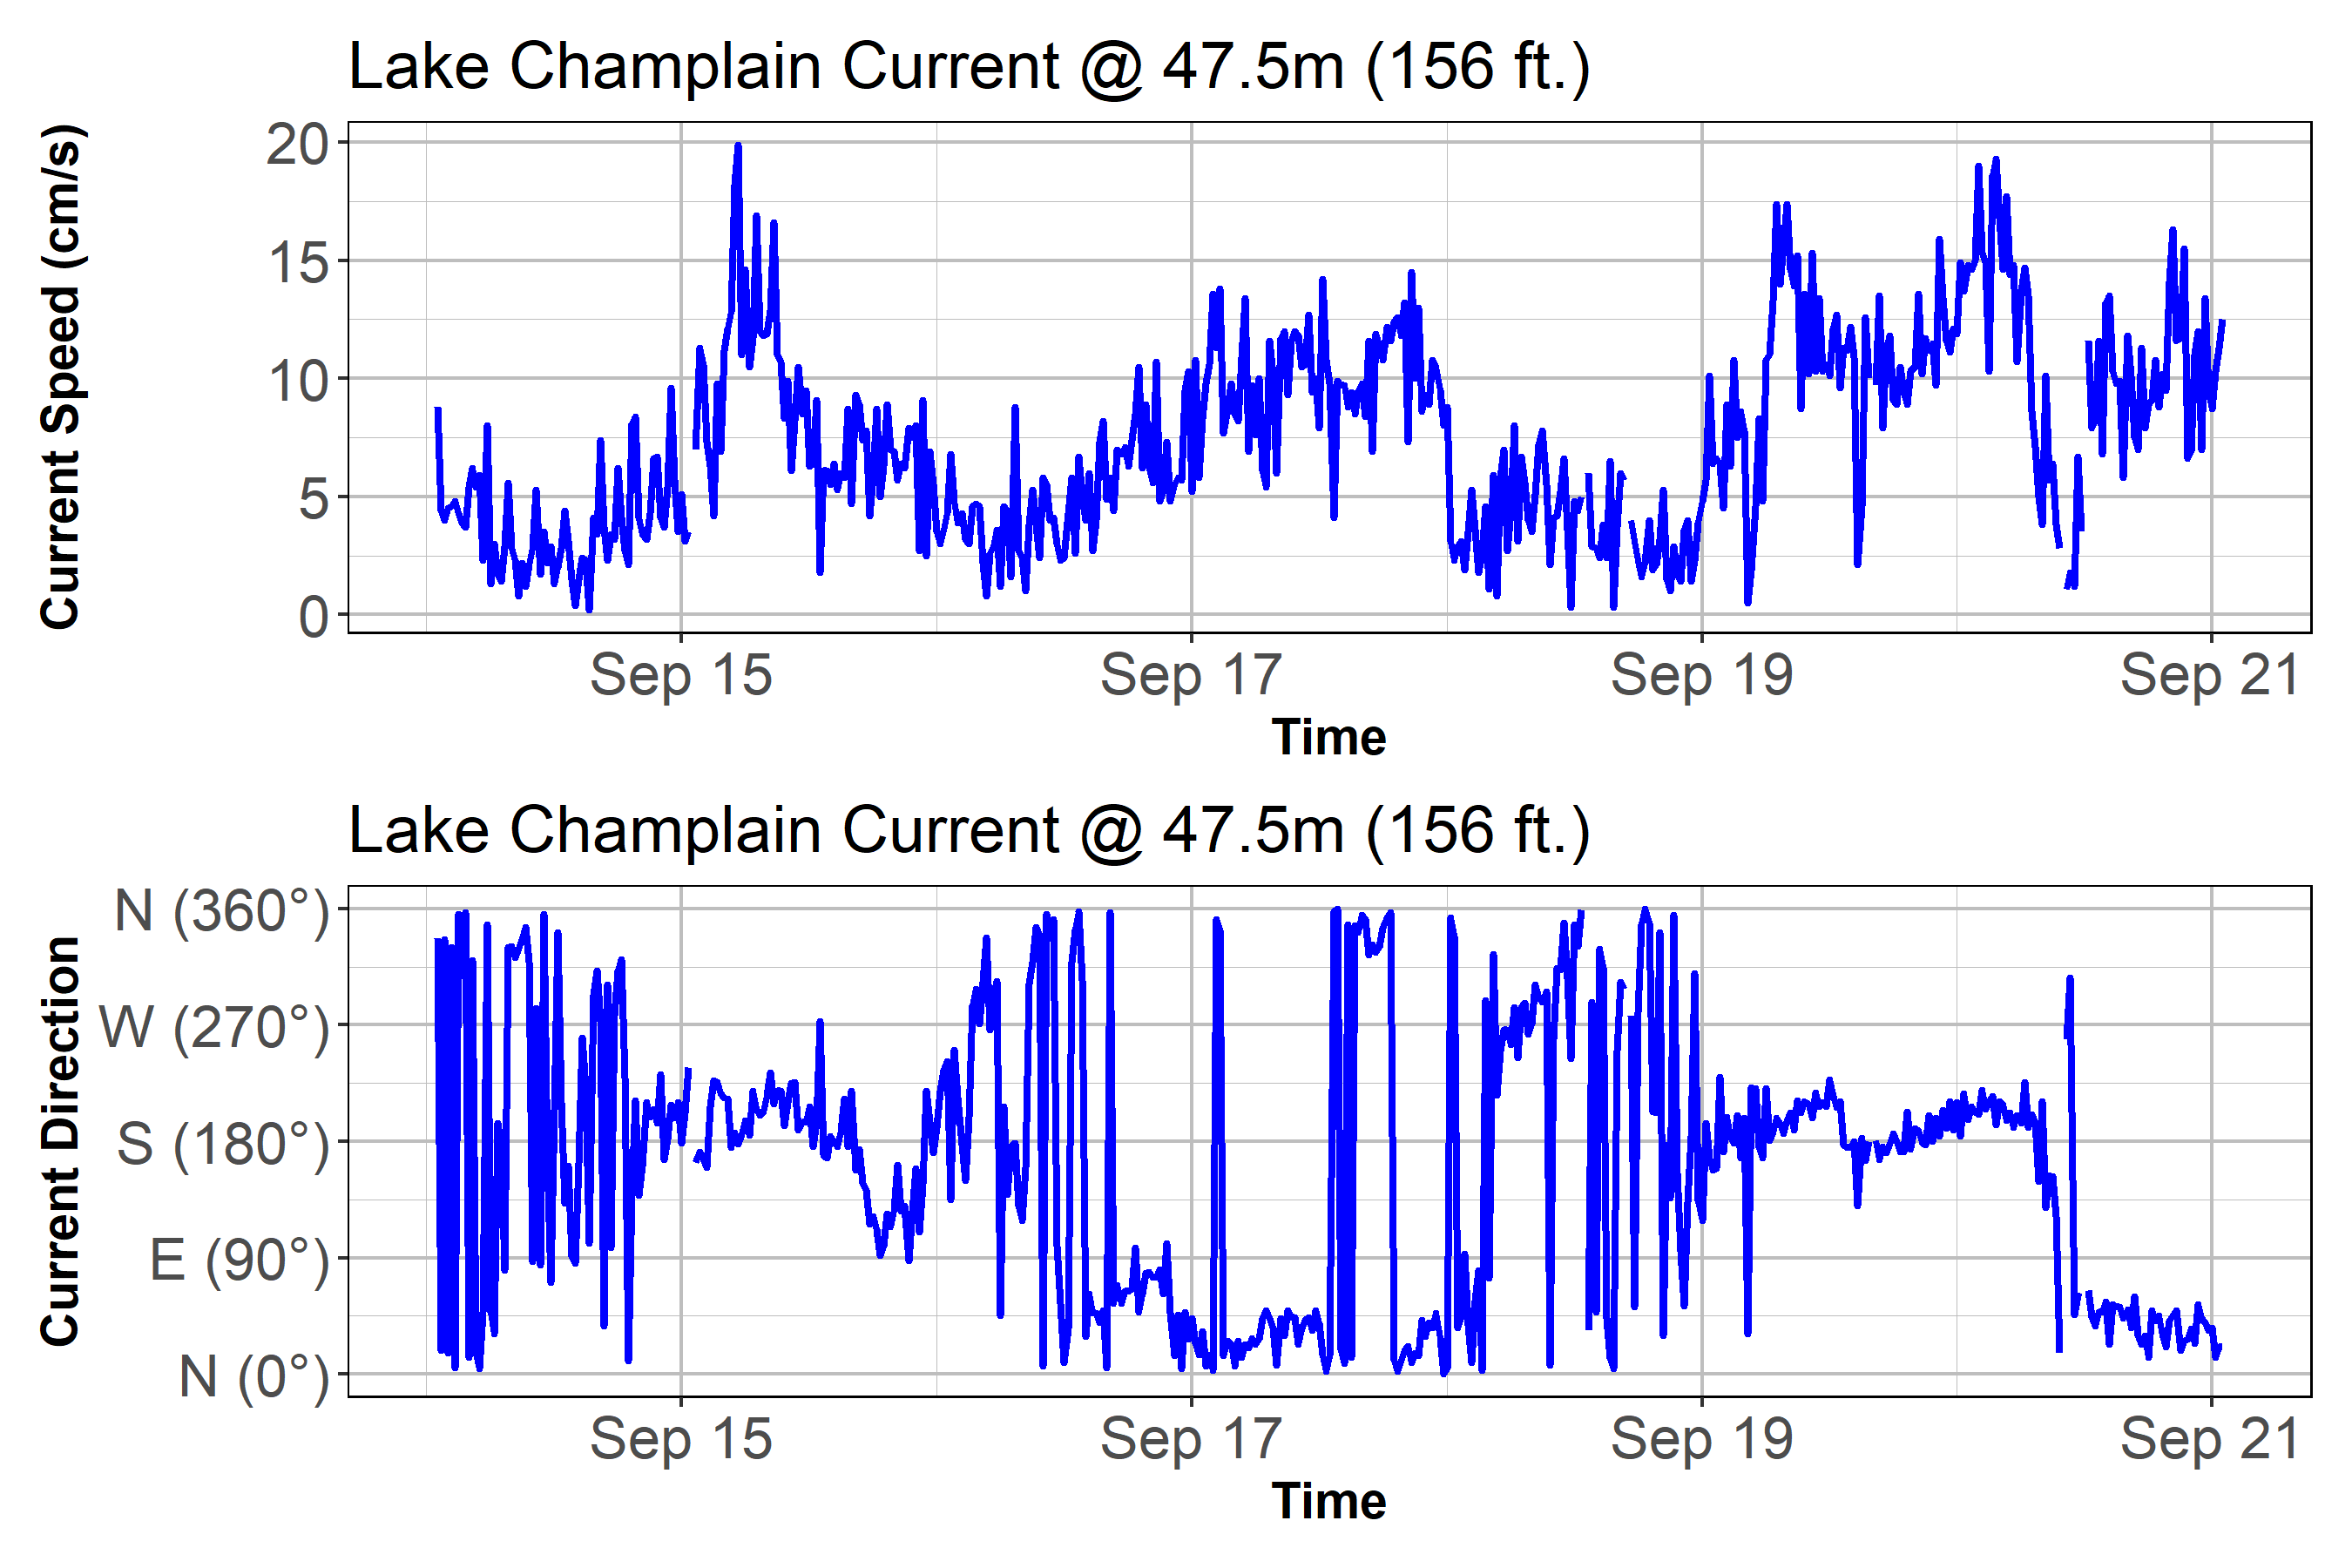 Lake Champlain Current @ 47.5m (156 ft.)
Current Speed (cm/s)
20
15
10
5
0
Sep 15 Sep 17 Sep 19 Sep 21
Time
Lake Champlain Current @ 47.5m (156 ft.)
Current Direction
N (360°)
W (270°)
S (180°)
E (90°)
N (0°)
Sep 15 Sep 17 Sep 19 Sep 21
Time